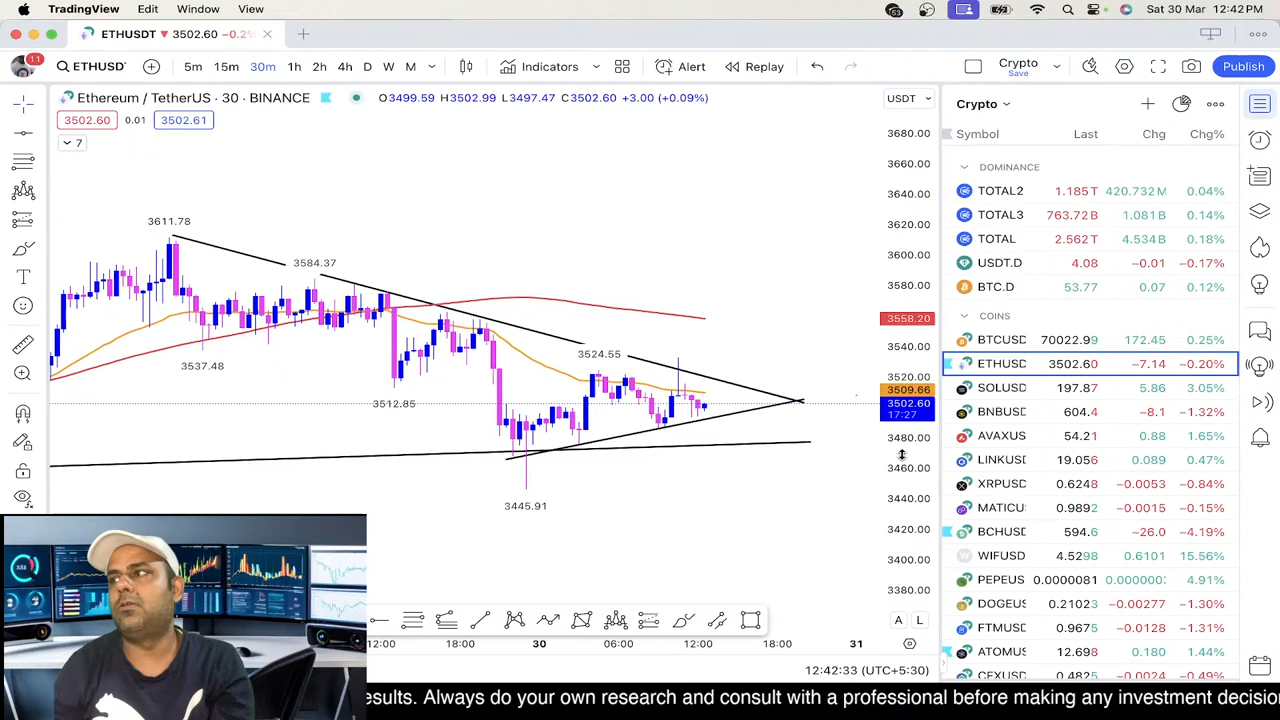 TradingView Edit Window View
Sat 30 Mar 12:42 PM
ETHUSDT ▼ 3502.60 −0.2%
11
ETHUSD
5m 15m 30m 1h 2h 4h D W M
Indicators
Alert
Replay
Crypto
Save
Publish
Ethereum / TetherUS · 30 · BINANCE
O3499.59 H3502.99 L3497.47 C3502.60 +3.00 (+0.09%)
USDT
3502.60 0.01 3502.61
7
3680.00
3660.00
3640.00
3620.00
3600.00
3580.00
3558.20
3540.00
3520.00
3509.66
3502.60
17:27
3480.00
3460.00
3440.00
3420.00
3400.00
3380.00
3611.78
3584.37
3537.48
3524.55
3512.85
3445.91
12:00 18:00 30 06:00 12:00 18:00 31
A L
12:42:33 (UTC+5:30)
Crypto
Symbol Last Chg Chg%
DOMINANCE
TOTAL2 1.185 T 420.732 M 0.04%
TOTAL3 763.72 B 1.081 B 0.14%
TOTAL 2.562 T 4.534 B 0.18%
USDT.D 4.08 −0.01 −0.17%
BTC.D 53.77 0.07 0.12%
COINS
BTCUSD 70022.99 172.45 0.25%
ETHUSD 3502.60 −7.14 −0.20%
SOLUSD 197.87 5.86 3.05%
BNBUSD 604.4 −8.1 −1.32%
AVAXUS 54.21 0.88 1.65%
LINKUSD 19.056 0.089 0.47%
XRPUSD 0.6248 −0.0053 −0.84%
MATICU 0.9892 −0.0015 −0.15%
BCHUSD 594.6 −26.0 −4.19%
WIFUSD 4.5298 0.6101 15.56%
PEPEUS 0.0000081 0.0000003 4.91%
DOGEUS 0.21023 −0.00277 −1.30%
FTMUSD 0.9675 −0.0128 −1.31%
ATOMUS 12.698 0.180 1.44%
CFXUSD 0.4825 −0.0024 −0.49%
esults. Always do your own research and consult with a professional before making any investment decisio